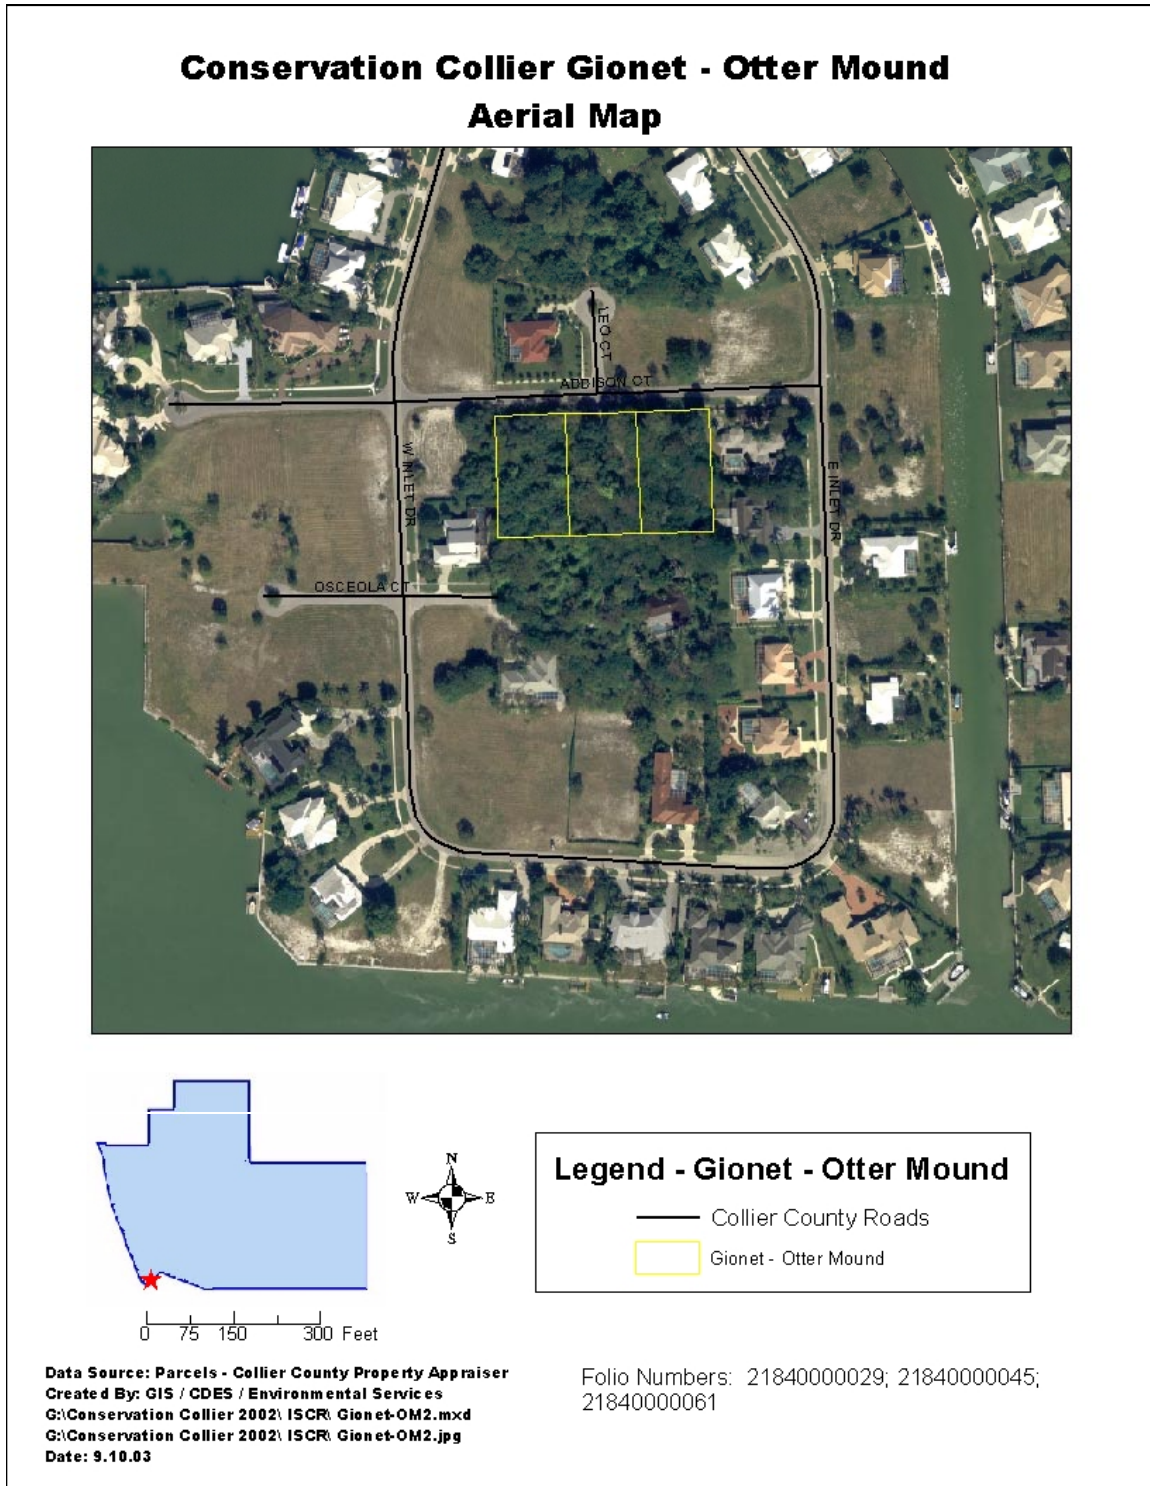 Conservation Collier Gionet - Otter Mound
Aerial Map
LEO CT
ADDISON CT
W INLET DR
E INLET DR
OSCEOLA CT
N
W E
S
0 75 150 300 Feet
Legend - Gionet - Otter Mound
Collier County Roads
Gionet - Otter Mound
Data Source: Parcels - Collier County Property Appraiser
Created By: GIS / CDES / Environmental Services
G:\Conservation Collier 2002\ ISCR\ Gionet-OM2.mxd
G:\Conservation Collier 2002\ ISCR\ Gionet-OM2.jpg
Date: 9.10.03
Folio Numbers: 21840000029; 21840000045;
21840000061